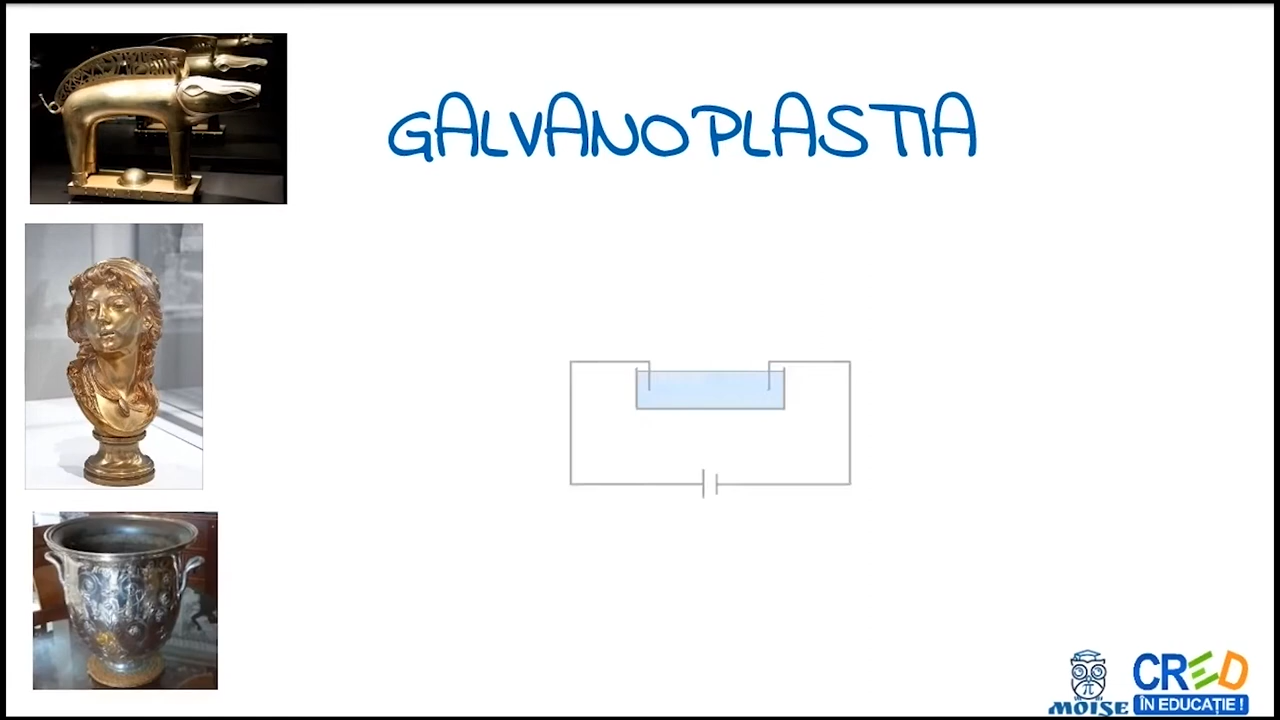 GALVANOPLASTIA
π
MOISE
CRED
ÎN EDUCAȚIE !